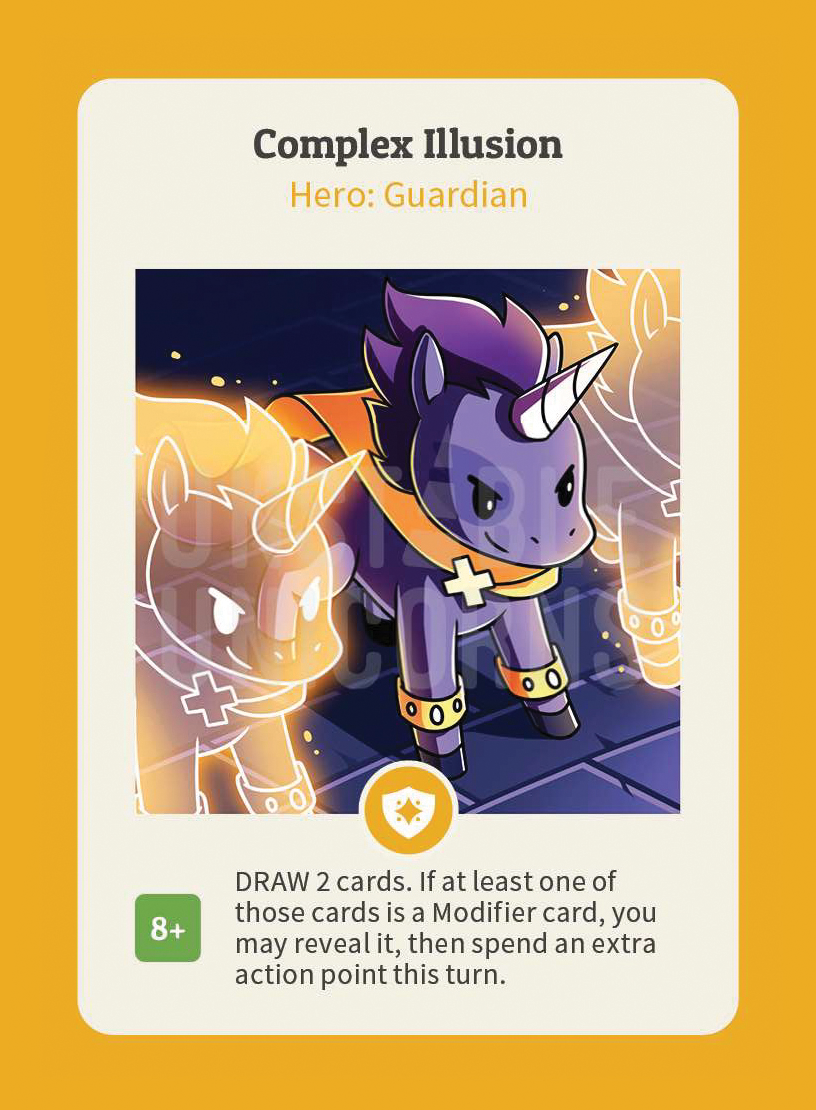 Complex Illusion
Hero: Guardian
UNSTABLE
UNICORNS
8+
DRAW 2 cards. If at least one of
those cards is a Modifier card, you
may reveal it, then spend an extra
action point this turn.